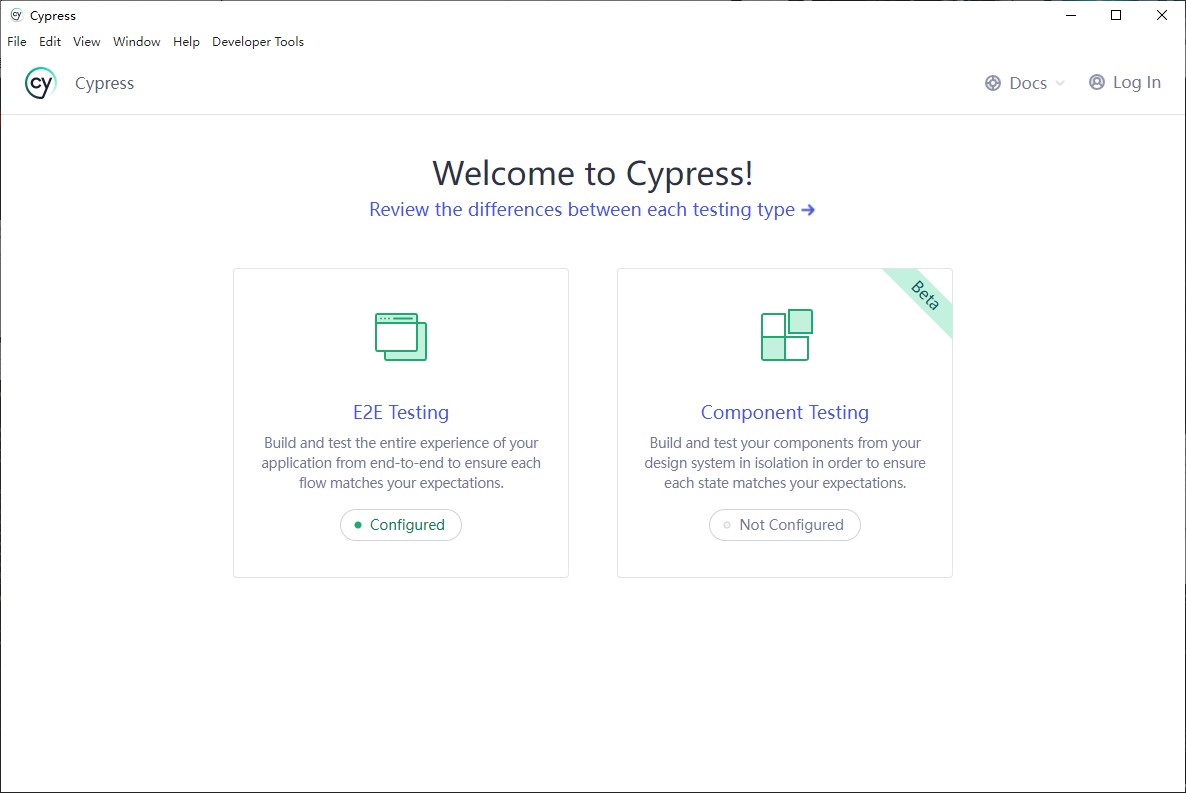 Cypress
File Edit View Window Help Developer Tools
cy Cypress Docs Log In
Welcome to Cypress!
Review the differences between each testing type →
E2E Testing
Build and test the entire experience of your
application from end-to-end to ensure each
flow matches your expectations.
Configured
Beta
Component Testing
Build and test your components from your
design system in isolation in order to ensure
each state matches your expectations.
Not Configured